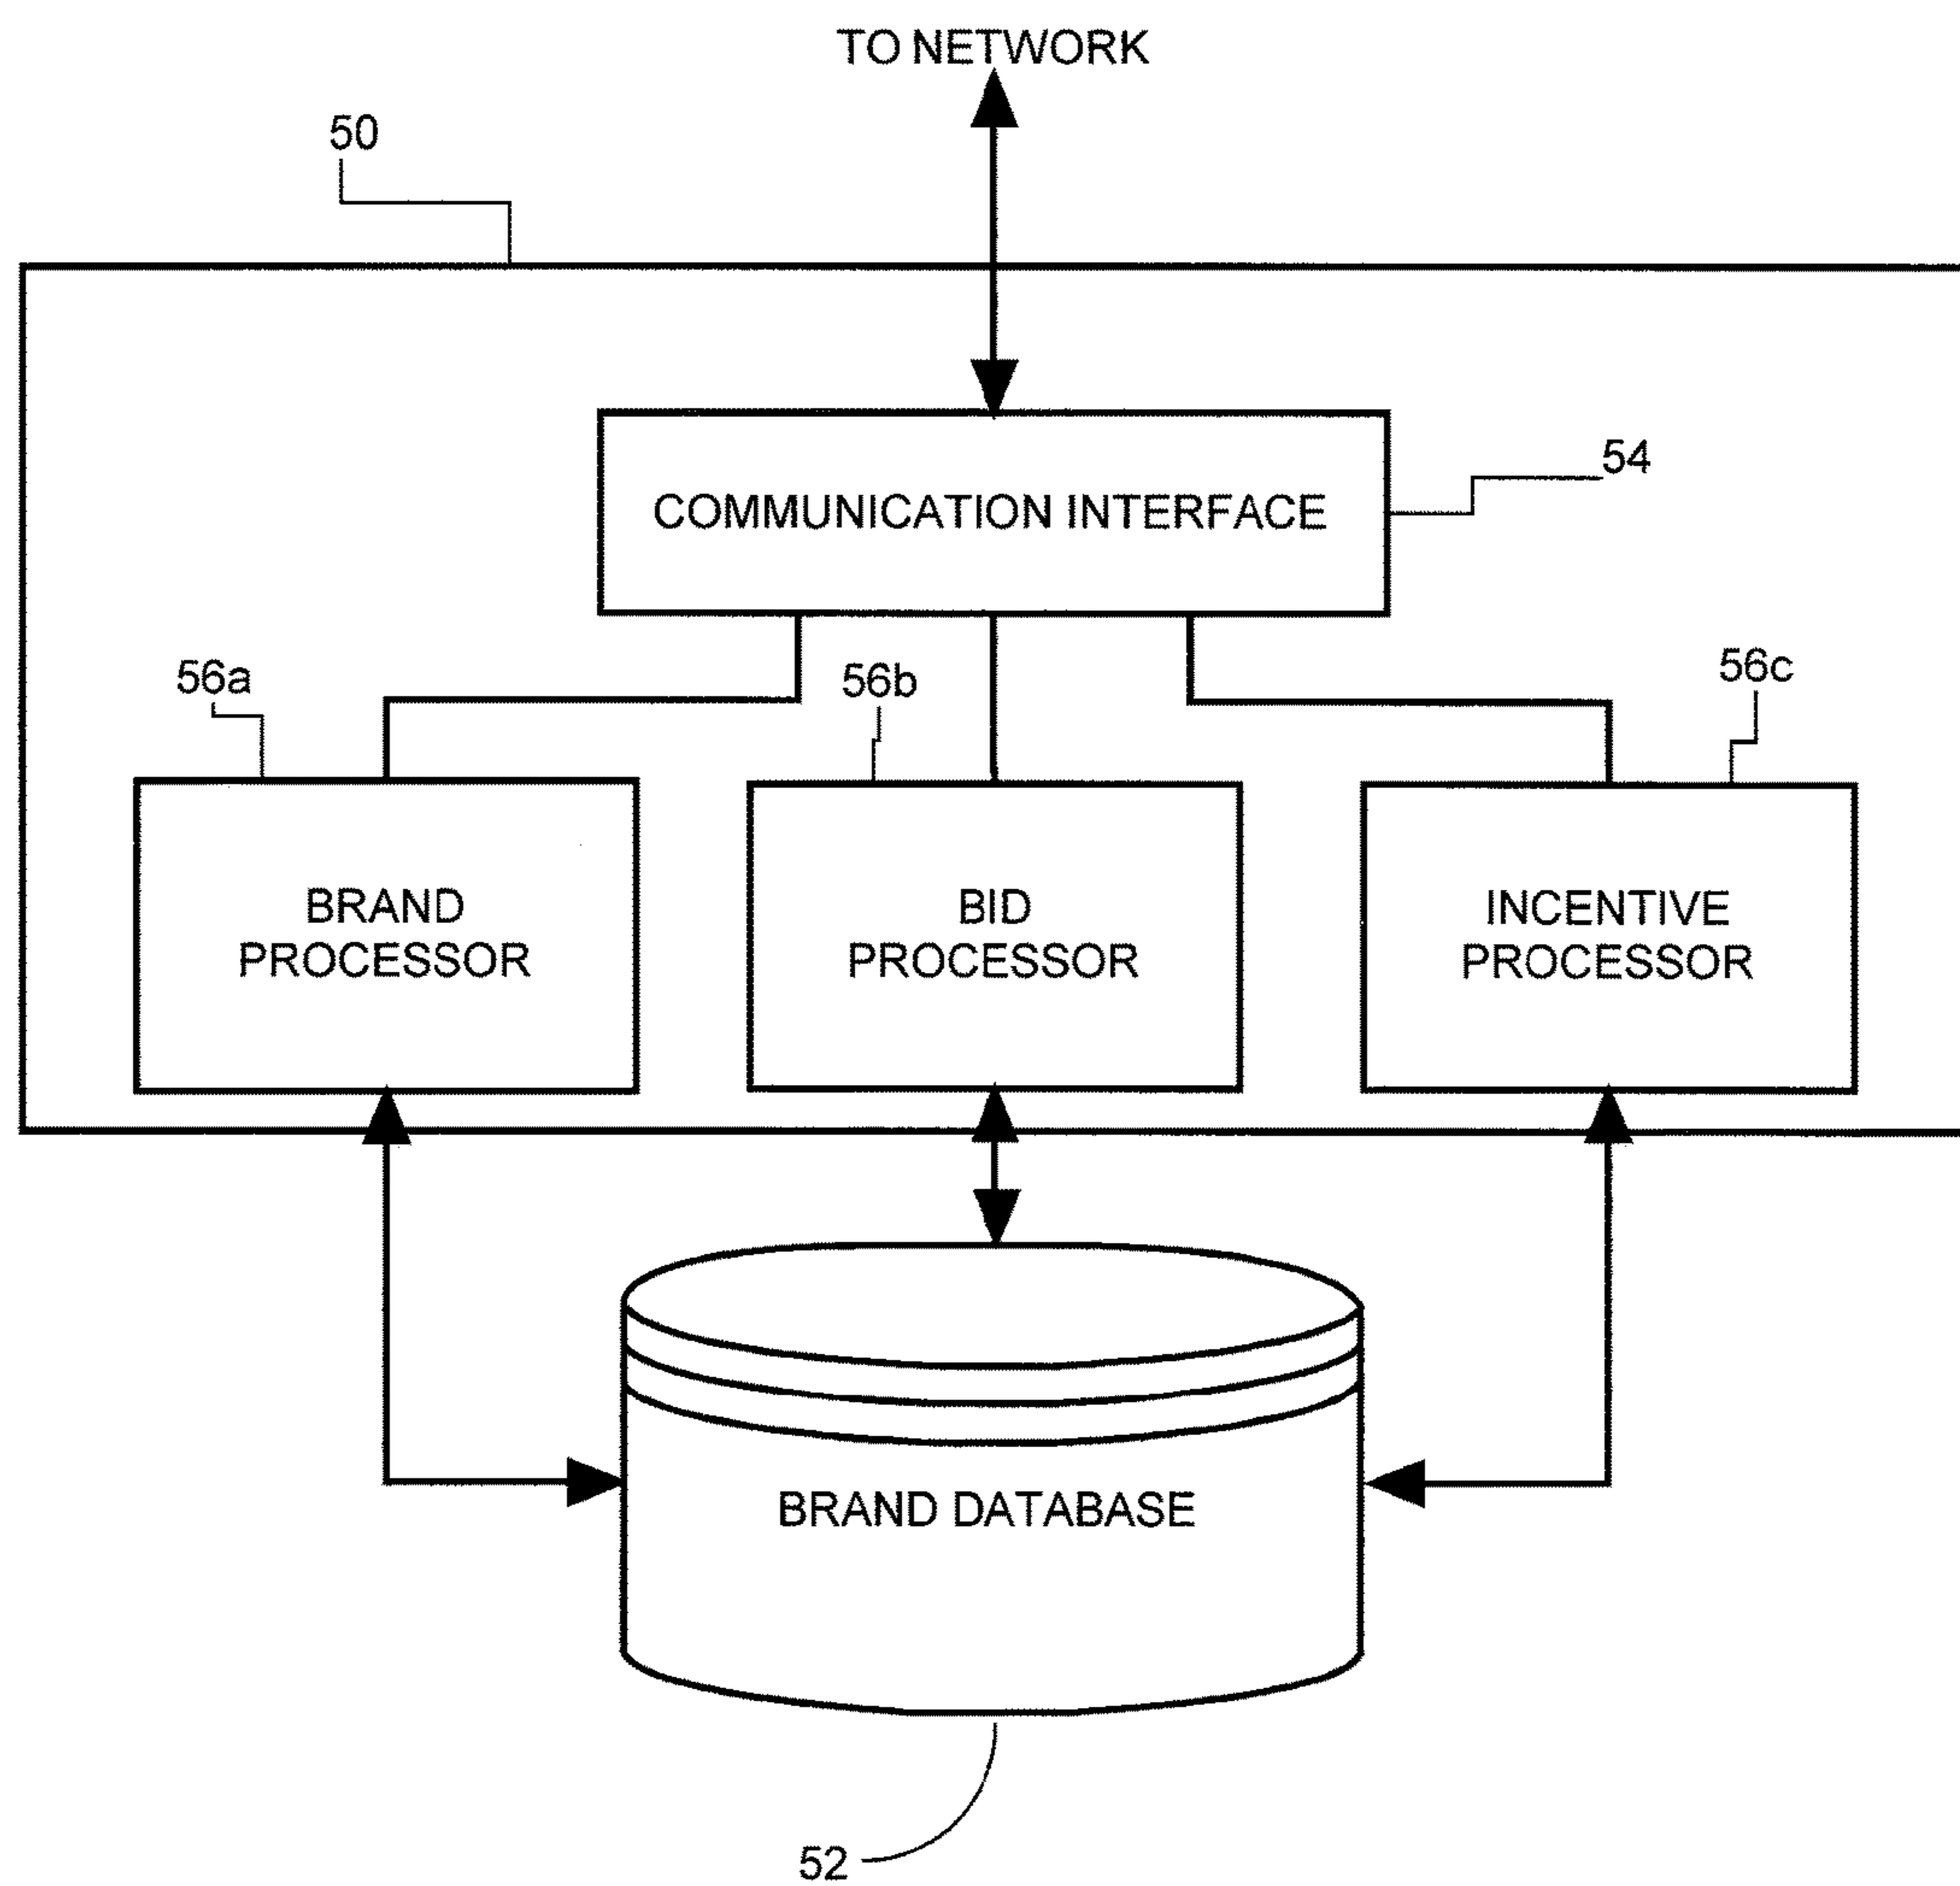 TO NETWORK
50
COMMUNICATION INTERFACE
54
56a
56b
56c
BRAND
PROCESSOR
BID
PROCESSOR
INCENTIVE
PROCESSOR
BRAND DATABASE
52